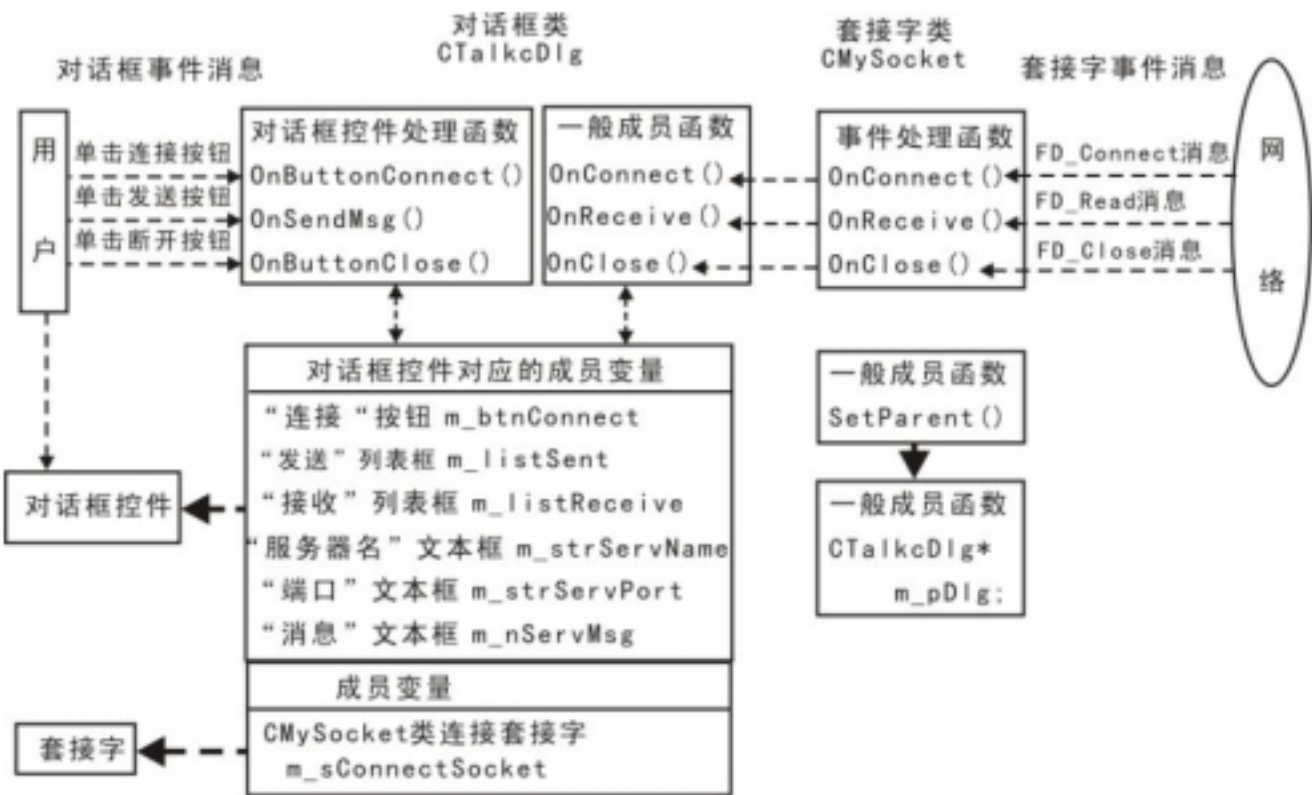 对话框类
CTalkcDlg
套接字类
CMySocket
对话框事件消息
套接字事件消息
用户
单击连接按钮
单击发送按钮
单击断开按钮
对话框控件处理函数
OnButtonConnect()
OnSendMsg()
OnButtonClose()
一般成员函数
OnConnect()
OnReceive()
OnClose()
事件处理函数
OnConnect()
OnReceive()
OnClose()
FD_Connect消息
FD_Read消息
FD_Close消息
网络
对话框控件对应的成员变量
“连接“按钮 m_btnConnect
“发送”列表框 m_listSent
“接收”列表框 m_listReceive
“服务器名”文本框 m_strServName
“端口”文本框 m_strServPort
“消息”文本框 m_nServMsg
成员变量
CMySocket类连接套接字
m_sConnectSocket
对话框控件
套接字
一般成员函数
SetParent()
一般成员函数
CTalkcDlg*
m_pDlg;